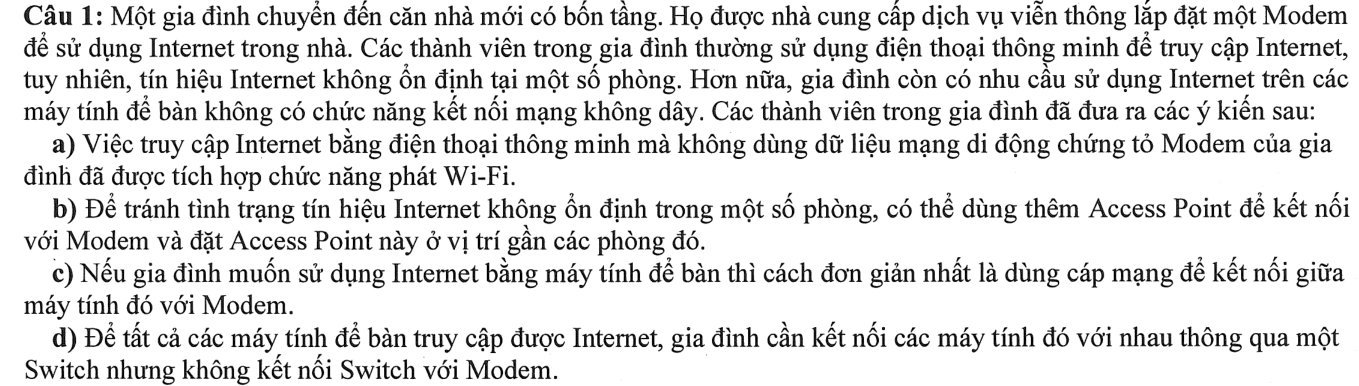 Câu 1: Một gia đình chuyển đến căn nhà mới có bốn tầng. Họ được nhà cung cấp dịch vụ viễn thông lắp đặt một Modem
để sử dụng Internet trong nhà. Các thành viên trong gia đình thường sử dụng điện thoại thông minh để truy cập Internet,
tuy nhiên, tín hiệu Internet không ổn định tại một số phòng. Hơn nữa, gia đình còn có nhu cầu sử dụng Internet trên các
máy tính để bàn không có chức năng kết nối mạng không dây. Các thành viên trong gia đình đã đưa ra các ý kiến sau:
a) Việc truy cập Internet bằng điện thoại thông minh mà không dùng dữ liệu mạng di động chứng tỏ Modem của gia
đình đã được tích hợp chức năng phát Wi-Fi.
b) Để tránh tình trạng tín hiệu Internet không ổn định trong một số phòng, có thể dùng thêm Access Point để kết nối
với Modem và đặt Access Point này ở vị trí gần các phòng đó.
c) Nếu gia đình muốn sử dụng Internet bằng máy tính để bàn thì cách đơn giản nhất là dùng cáp mạng để kết nối giữa
máy tính đó với Modem.
d) Để tất cả các máy tính để bàn truy cập được Internet, gia đình cần kết nối các máy tính đó với nhau thông qua một
Switch nhưng không kết nối Switch với Modem.